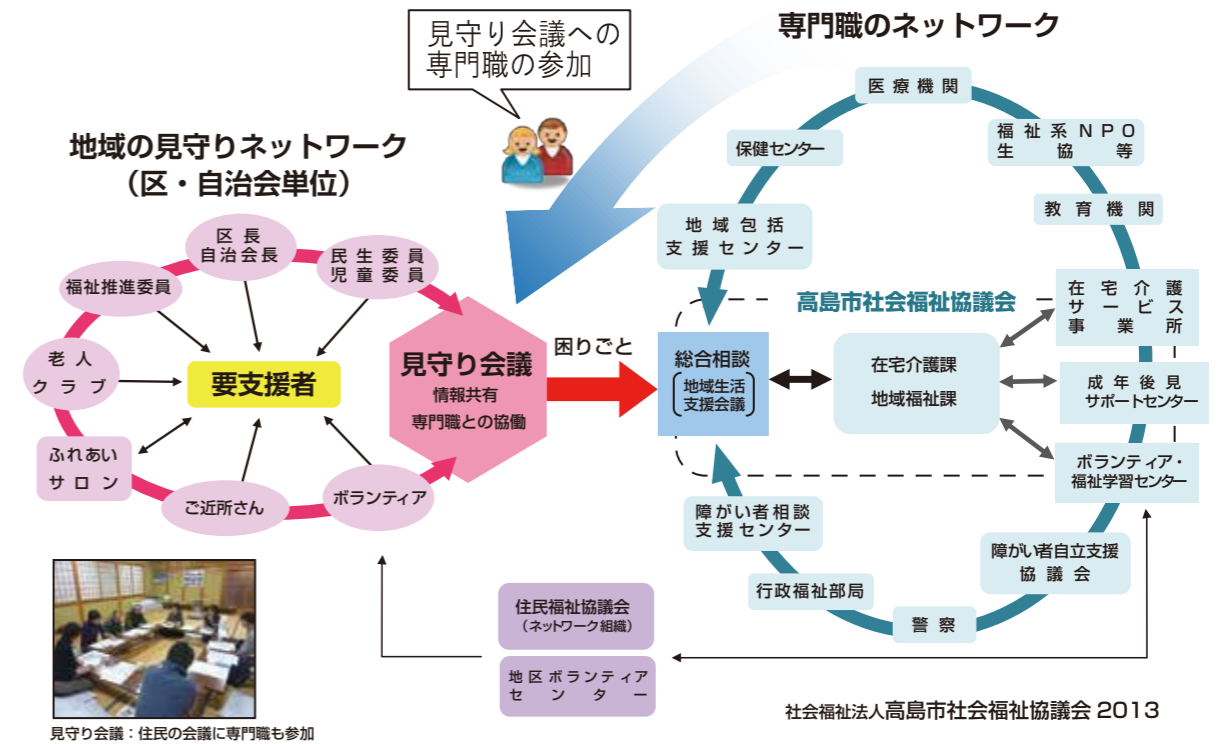 専門職のネットワーク
見守り会議への
専門職の参加
地域の見守りネットワーク
（区・自治会単位）
区長
自治会長
民生委員
児童委員
福祉推進委員
老人
クラブ
要支援者
ふれあい
サロン
ご近所さん
ボランティア
見守り会議
情報共有
専門職との協働
困りごと
医療機関
福祉系NPO
生協等
保健センター
教育機関
地域包括
支援センター
高島市社会福祉協議会
在宅介護
サービス
事業所
総合相談
地域生活
支援会議
在宅介護課
地域福祉課
成年後見
サポートセンター
ボランティア・
福祉学習センター
障がい者相談
支援センター
障がい者自立支援
協議会
行政福祉部局
警察
住民福祉協議会
（ネットワーク組織）
地区ボランティア
センター
見守り会議：住民の会議に専門職も参加
社会福祉法人高島市社会福祉協議会 2013